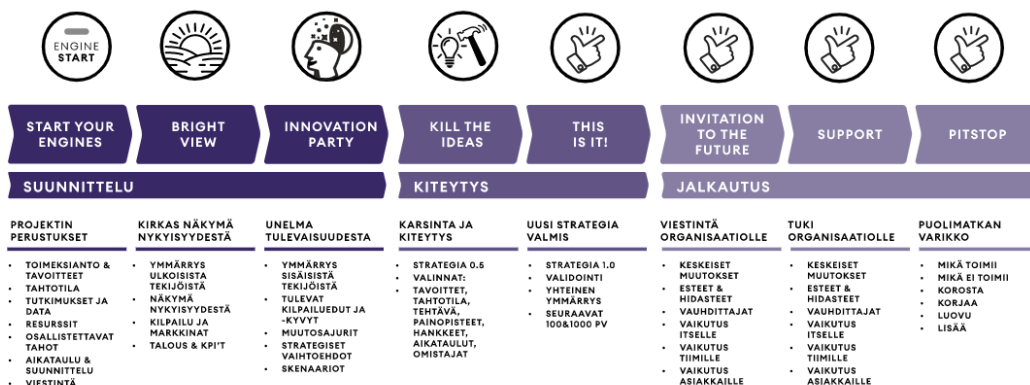 ENGINE
START
START YOUR
ENGINES
BRIGHT
VIEW
INNOVATION
PARTY
KILL THE
IDEAS
THIS
IS IT!
INVITATION
TO THE
FUTURE
SUPPORT
PITSTOP
SUUNNITTELU
KITEYTYS
JALKAUTUS
PROJEKTIN
PERUSTUKSET
• TOIMEKSIANTO &
TAVOITTEET
• TAHTOTILA
• TUTKIMUKSET JA
DATA
• RESURSSIT
• OSALLISTETTAVAT
TAHOT
• AIKATAULU &
SUUNNITTELU
• VIESTINTÄ
KIRKAS NÄKYMÄ
NYKYISYYDESTÄ
• YMMÄRRYS
ULKOISISTA
TEKIJÖISTÄ
• NÄKYMÄ
NYKYISYYDESTÄ
• KILPAILU JA
MARKKINAT
• TALOUS & KPI'T
UNELMA
TULEVAISUUDESTA
• YMMÄRRYS
SISÄISISTÄ
TEKIJÖISTÄ
• TULEVAT
KILPAILUEDUT JA
-KYVYT
• MUUTOSAJURIT
• STRATEGISET
VAIHTOEHDOT
• SKENAARIOT
KARSINTA JA
KITEYTYS
• STRATEGIA 0.5
• VALINNAT:
• TAVOITTET,
TAHTOTILA,
TEHTÄVÄ,
PAINOPISTEET,
HANKKEET,
AIKATAULUT,
OMISTAJAT
UUSI STRATEGIA
VALMIS
• STRATEGIA 1.0
• VALIDOINTI
• YHTEINEN
YMMÄRRYS
• SEURAAVAT
100&1000 PV
VIESTINTÄ
ORGANISAATIOLLE
• KESKEISET
MUUTOKSET
• ESTEET &
HIDASTEET
• VAUHDITTAJAT
• VAIKUTUS
ITSELLE
• VAIKUTUS
TIIMILLE
• VAIKUTUS
ASIAKKAILLE
TUKI
ORGANISAATIOLLE
• KESKEISET
MUUTOKSET
• ESTEET &
HIDASTEET
• VAUHDITTAJAT
• VAIKUTUS
ITSELLE
• VAIKUTUS
TIIMILLE
• VAIKUTUS
ASIAKKAILLE
PUOLIMATKAN
VARIKKO
• MIKÄ TOIMII
• MIKÄ EI TOIMII
• KOROSTA
• KORJAA
• LUOVU
• LISÄÄ